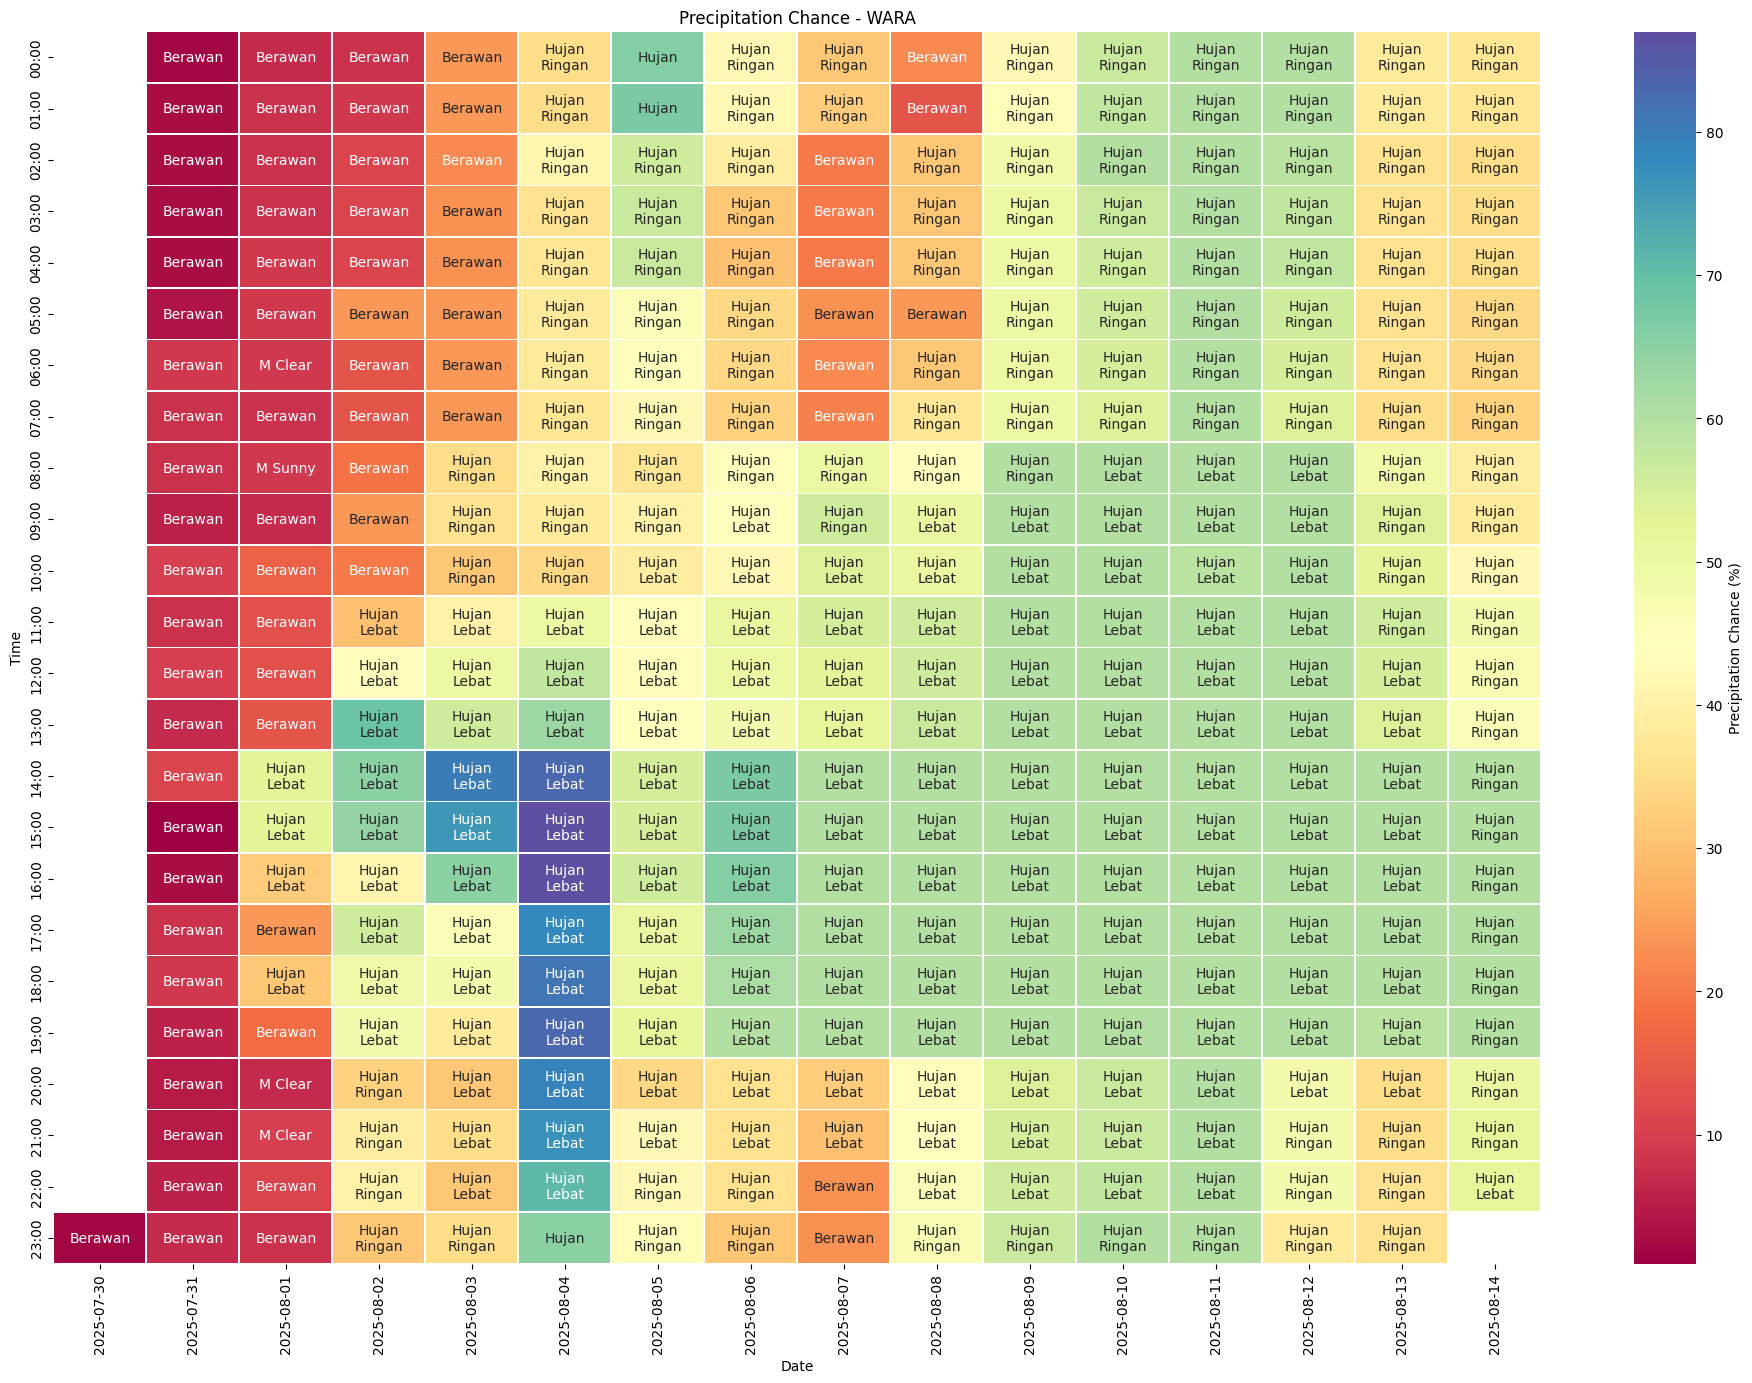 Precipitation Chance - WARA
00:00 Berawan Berawan Berawan Berawan Hujan Ringan Hujan Hujan Ringan Hujan Ringan Berawan Hujan Ringan Hujan Ringan Hujan Ringan Hujan Ringan Hujan Ringan Hujan Ringan
01:00 Berawan Berawan Berawan Berawan Hujan Ringan Hujan Hujan Ringan Hujan Ringan Berawan Hujan Ringan Hujan Ringan Hujan Ringan Hujan Ringan Hujan Ringan Hujan Ringan
02:00 Berawan Berawan Berawan Berawan Hujan Ringan Hujan Ringan Hujan Ringan Berawan Hujan Ringan Hujan Ringan Hujan Ringan Hujan Ringan Hujan Ringan Hujan Ringan Hujan Ringan
03:00 Berawan Berawan Berawan Berawan Hujan Ringan Hujan Ringan Hujan Ringan Berawan Hujan Ringan Hujan Ringan Hujan Ringan Hujan Ringan Hujan Ringan Hujan Ringan Hujan Ringan
04:00 Berawan Berawan Berawan Berawan Hujan Ringan Hujan Ringan Hujan Ringan Berawan Hujan Ringan Hujan Ringan Hujan Ringan Hujan Ringan Hujan Ringan Hujan Ringan Hujan Ringan
05:00 Berawan Berawan Berawan Berawan Hujan Ringan Hujan Ringan Hujan Ringan Berawan Berawan Hujan Ringan Hujan Ringan Hujan Ringan Hujan Ringan Hujan Ringan Hujan Ringan
06:00 Berawan M Clear Berawan Berawan Hujan Ringan Hujan Ringan Hujan Ringan Berawan Hujan Ringan Hujan Ringan Hujan Ringan Hujan Ringan Hujan Ringan Hujan Ringan Hujan Ringan
07:00 Berawan Berawan Berawan Berawan Hujan Ringan Hujan Ringan Hujan Ringan Berawan Hujan Ringan Hujan Ringan Hujan Ringan Hujan Ringan Hujan Ringan Hujan Ringan Hujan Ringan
08:00 Berawan M Sunny Berawan Hujan Ringan Hujan Ringan Hujan Ringan Hujan Ringan Hujan Ringan Hujan Ringan Hujan Ringan Hujan Lebat Hujan Lebat Hujan Lebat Hujan Ringan Hujan Ringan
09:00 Berawan Berawan Berawan Hujan Ringan Hujan Ringan Hujan Ringan Hujan Lebat Hujan Ringan Hujan Lebat Hujan Lebat Hujan Lebat Hujan Lebat Hujan Lebat Hujan Ringan Hujan Ringan
10:00 Berawan Berawan Berawan Hujan Ringan Hujan Ringan Hujan Lebat Hujan Lebat Hujan Lebat Hujan Lebat Hujan Lebat Hujan Lebat Hujan Lebat Hujan Lebat Hujan Ringan Hujan Ringan
11:00 Berawan Berawan Hujan Lebat Hujan Lebat Hujan Lebat Hujan Lebat Hujan Lebat Hujan Lebat Hujan Lebat Hujan Lebat Hujan Lebat Hujan Lebat Hujan Lebat Hujan Ringan Hujan Ringan
12:00 Berawan Berawan Hujan Lebat Hujan Lebat Hujan Lebat Hujan Lebat Hujan Lebat Hujan Lebat Hujan Lebat Hujan Lebat Hujan Lebat Hujan Lebat Hujan Lebat Hujan Lebat Hujan Ringan
13:00 Berawan Berawan Hujan Lebat Hujan Lebat Hujan Lebat Hujan Lebat Hujan Lebat Hujan Lebat Hujan Lebat Hujan Lebat Hujan Lebat Hujan Lebat Hujan Lebat Hujan Lebat Hujan Ringan
14:00 Berawan Hujan Lebat Hujan Lebat Hujan Lebat Hujan Lebat Hujan Lebat Hujan Lebat Hujan Lebat Hujan Lebat Hujan Lebat Hujan Lebat Hujan Lebat Hujan Lebat Hujan Lebat Hujan Ringan
15:00 Berawan Hujan Lebat Hujan Lebat Hujan Lebat Hujan Lebat Hujan Lebat Hujan Lebat Hujan Lebat Hujan Lebat Hujan Lebat Hujan Lebat Hujan Lebat Hujan Lebat Hujan Lebat Hujan Ringan
16:00 Berawan Hujan Lebat Hujan Lebat Hujan Lebat Hujan Lebat Hujan Lebat Hujan Lebat Hujan Lebat Hujan Lebat Hujan Lebat Hujan Lebat Hujan Lebat Hujan Lebat Hujan Lebat Hujan Ringan
17:00 Berawan Berawan Hujan Lebat Hujan Lebat Hujan Lebat Hujan Lebat Hujan Lebat Hujan Lebat Hujan Lebat Hujan Lebat Hujan Lebat Hujan Lebat Hujan Lebat Hujan Lebat Hujan Ringan
18:00 Berawan Hujan Lebat Hujan Lebat Hujan Lebat Hujan Lebat Hujan Lebat Hujan Lebat Hujan Lebat Hujan Lebat Hujan Lebat Hujan Lebat Hujan Lebat Hujan Lebat Hujan Lebat Hujan Ringan
19:00 Berawan Berawan Hujan Lebat Hujan Lebat Hujan Lebat Hujan Lebat Hujan Lebat Hujan Lebat Hujan Lebat Hujan Lebat Hujan Lebat Hujan Lebat Hujan Lebat Hujan Lebat Hujan Ringan
20:00 Berawan M Clear Hujan Ringan Hujan Lebat Hujan Lebat Hujan Lebat Hujan Lebat Hujan Lebat Hujan Lebat Hujan Lebat Hujan Lebat Hujan Lebat Hujan Lebat Hujan Lebat Hujan Ringan
21:00 Berawan M Clear Hujan Ringan Hujan Lebat Hujan Lebat Hujan Lebat Hujan Lebat Hujan Lebat Hujan Lebat Hujan Lebat Hujan Lebat Hujan Lebat Hujan Ringan Hujan Ringan Hujan Ringan
22:00 Berawan Berawan Hujan Ringan Hujan Lebat Hujan Lebat Hujan Ringan Hujan Ringan Berawan Hujan Lebat Hujan Lebat Hujan Lebat Hujan Lebat Hujan Ringan Hujan Ringan Hujan Lebat
23:00 Berawan Berawan Berawan Hujan Ringan Hujan Ringan Hujan Hujan Ringan Hujan Ringan Berawan Hujan Ringan Hujan Ringan Hujan Ringan Hujan Ringan Hujan Ringan Hujan Ringan
Time
2025-07-30 2025-07-31 2025-08-01 2025-08-02 2025-08-03 2025-08-04 2025-08-05 2025-08-06 2025-08-07 2025-08-08 2025-08-09 2025-08-10 2025-08-11 2025-08-12 2025-08-13 2025-08-14
Date
80
70
60
50
40
30
20
10
Precipitation Chance (%)